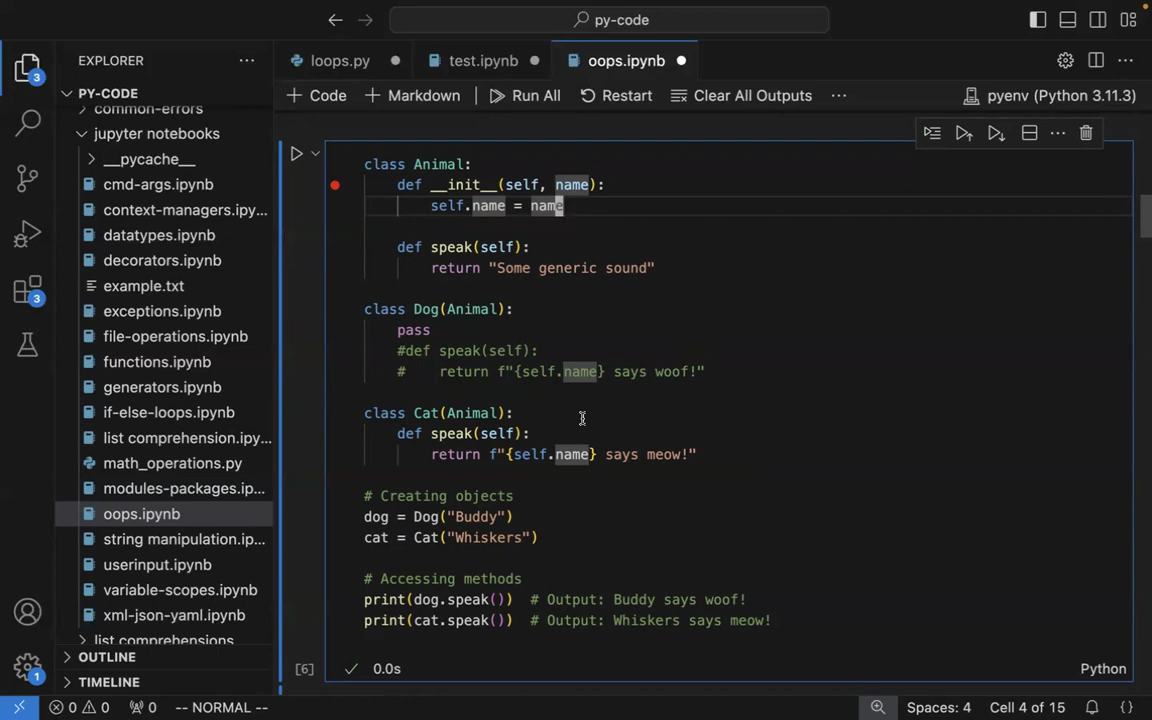 py-code
EXPLORER
loops.py
test.ipynb
oops.ipynb
PY-CODE
Code
Markdown
Run All
Restart
Clear All Outputs
pyenv (Python 3.11.3)
common-errors
jupyter notebooks
__pycache__
cmd-args.ipynb
context-managers.ipy...
datatypes.ipynb
decorators.ipynb
example.txt
exceptions.ipynb
file-operations.ipynb
functions.ipynb
generators.ipynb
if-else-loops.ipynb
list comprehension.ipy...
math_operations.py
modules-packages.ip...
oops.ipynb
string manipulation.ip...
userinput.ipynb
variable-scopes.ipynb
xml-json-yaml.ipynb
list comprehensions
OUTLINE
TIMELINE
3
3
1
class Animal:
def __init__(self, name):
self.name = name
def speak(self):
return "Some generic sound"
class Dog(Animal):
pass
#def speak(self):
#    return f"{self.name} says woof!"
class Cat(Animal):
def speak(self):
return f"{self.name} says meow!"
# Creating objects
dog = Dog("Buddy")
cat = Cat("Whiskers")
# Accessing methods
print(dog.speak())  # Output: Buddy says woof!
print(cat.speak())  # Output: Whiskers says meow!
[6]
0.0s
Python
0
0
0
-- NORMAL --
Spaces: 4
Cell 4 of 15